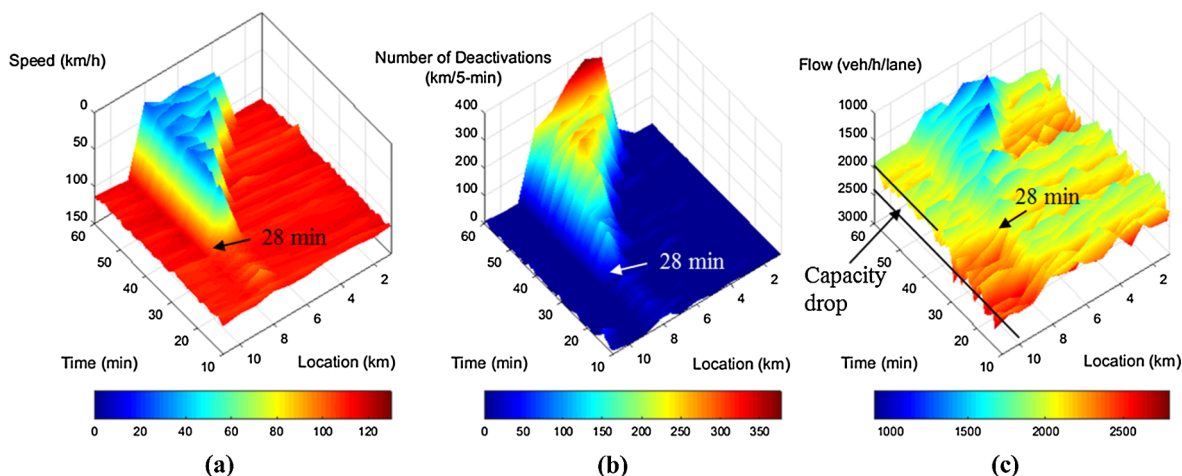 Speed (km/h)
0
50
100
150
60
50
40
30
20
10
10
8
6
4
2
28 min
Time (min)
Location (km)
0 20 40 60 80 100 120
(a)
Number of Deactivations
(km/5-min)
400
300
200
100
0
60
50
40
30
20
10
10
8
6
4
2
28 min
Time (min)
Location (km)
0 50 100 150 200 250 300 350
(b)
Flow (veh/h/lane)
1000
1500
2000
2500
3000
60
50
40
30
20
10
10
8
6
4
2
28 min
Capacity
drop
Time (min)
Location (km)
1000 1500 2000 2500
(c)